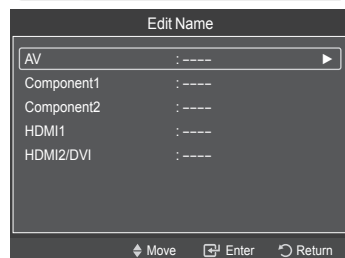 Edit Name
AV : ---- ►
Component1 : ----
Component2 : ----
HDMI1 : ----
HDMI2/DVI : ----
Move Enter Return